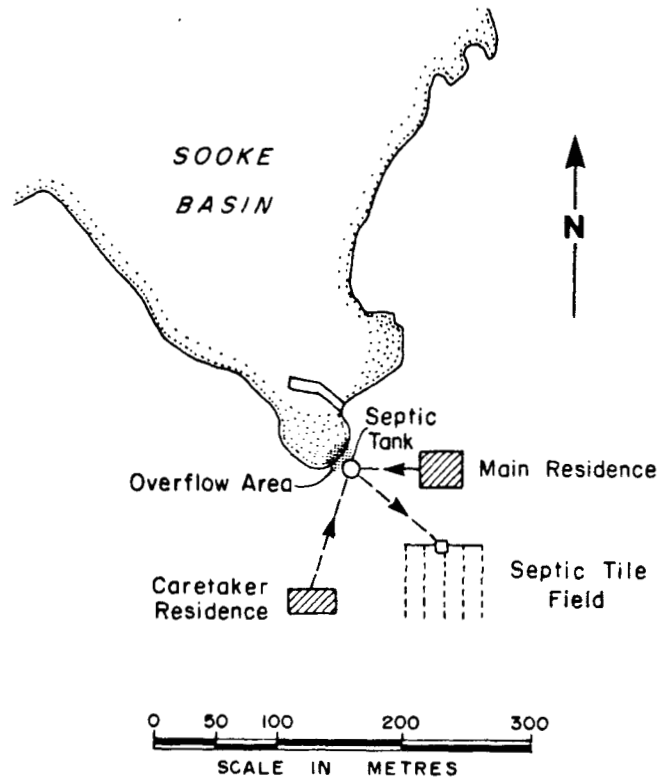 SOOKE
BASIN
N
Septic
Tank
Main Residence
Overflow Area
Caretaker
Residence
Septic Tile
Field
0 50 100 200 300
SCALE IN METRES